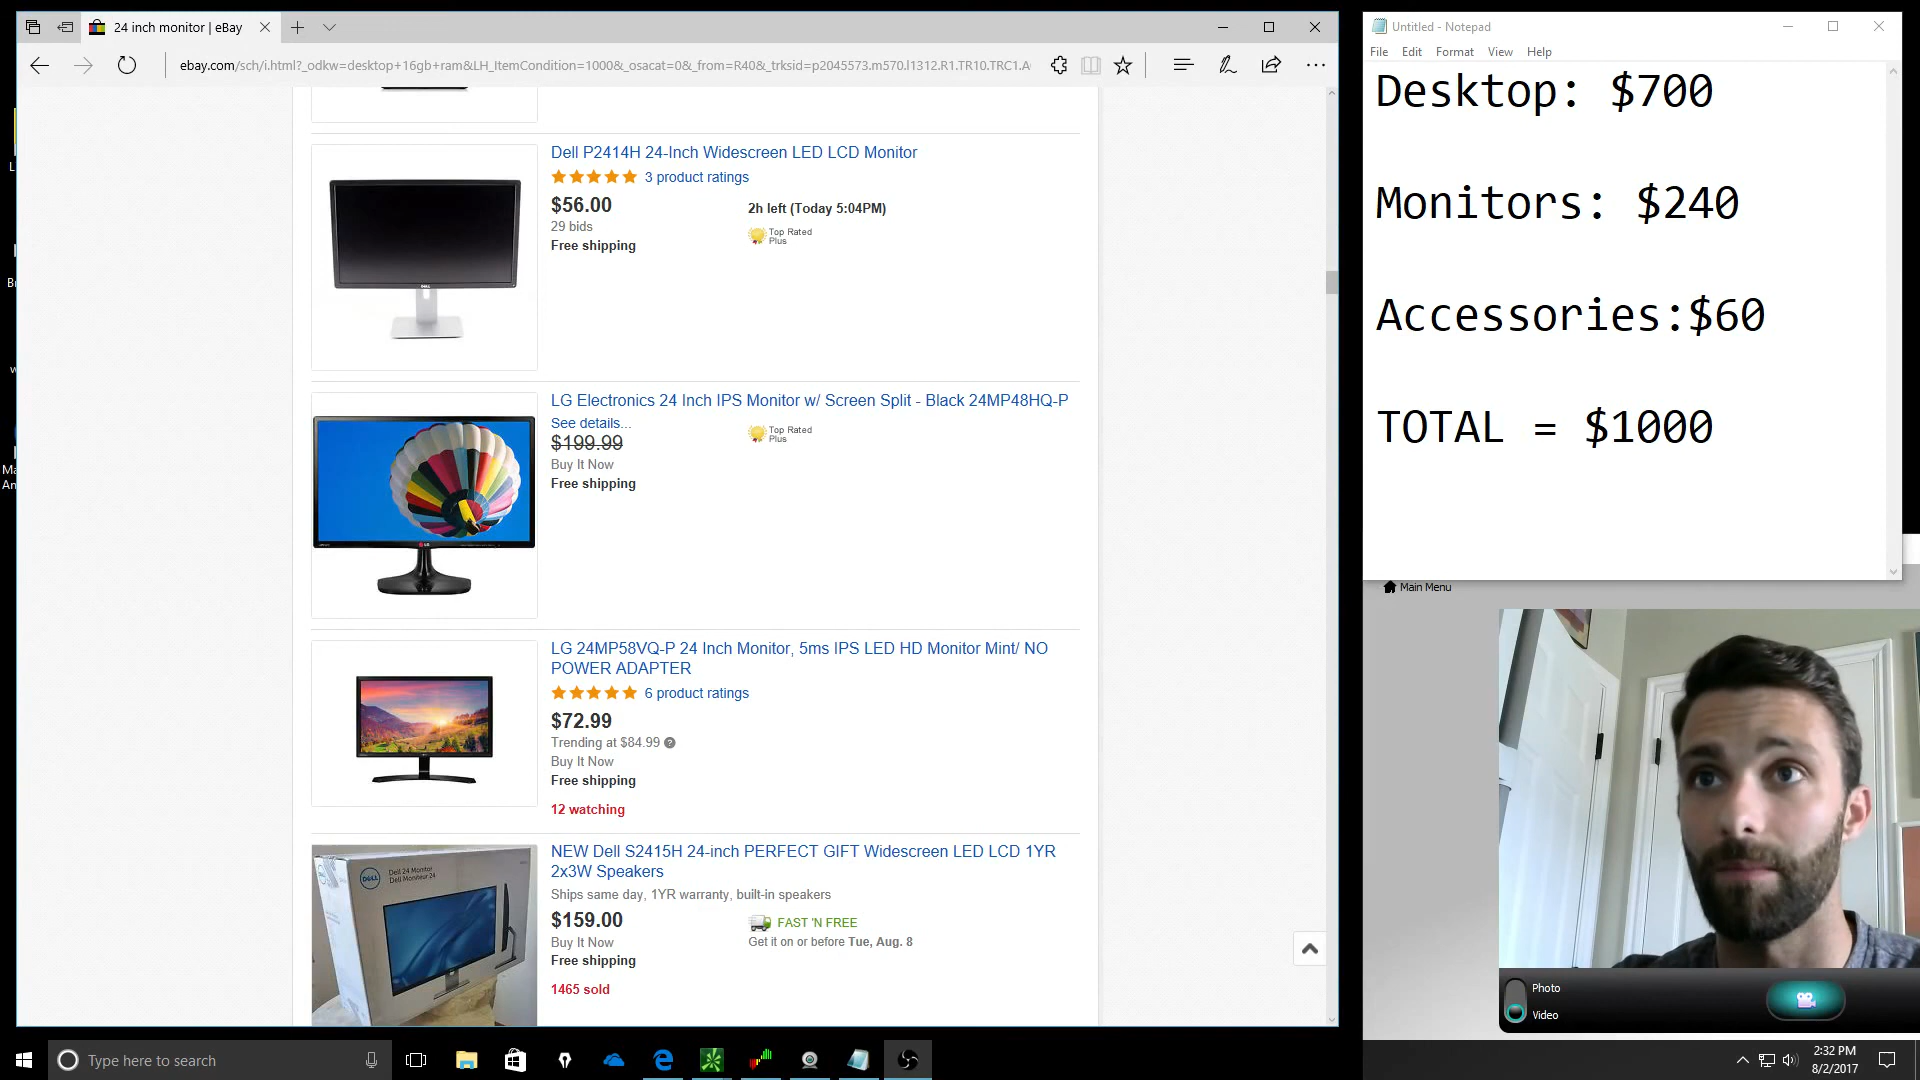 24 inch monitor | eBay
ebay.com/sch/i.html?_odkw=desktop+16gb+ram&LH_ItemCondition=1000&_osacat=0&_from=R40&_trksid=p2045573.m570.l1312.R1.TR10.TRC1.A
Dell P2414H 24-Inch Widescreen LED LCD Monitor
3 product ratings
$56.00
2h left (Today 5:04PM)
29 bids
Top Rated
Plus
Free shipping
LG Electronics 24 Inch IPS Monitor w/ Screen Split - Black 24MP48HQ-P
See details...
Top Rated
Plus
$199.99
Buy It Now
Free shipping
LG 24MP58VQ-P 24 Inch Monitor, 5ms IPS LED HD Monitor Mint/ NO
POWER ADAPTER
6 product ratings
$72.99
Trending at $84.99
Buy It Now
Free shipping
12 watching
DELL
Dell 24 Monitor
Dell Moniteur 24
NEW Dell S2415H 24-inch PERFECT GIFT Widescreen LED LCD 1YR
2x3W Speakers
Ships same day, 1YR warranty, built-in speakers
$159.00
FAST 'N FREE
Buy It Now
Get it on or before Tue, Aug. 8
Free shipping
1465 sold
Untitled - Notepad
File Edit Format View Help
Desktop: $700
Monitors: $240
Accessories:$60
TOTAL = $1000
Main Menu
Photo
Video
Type here to search
2:32 PM
8/2/2017